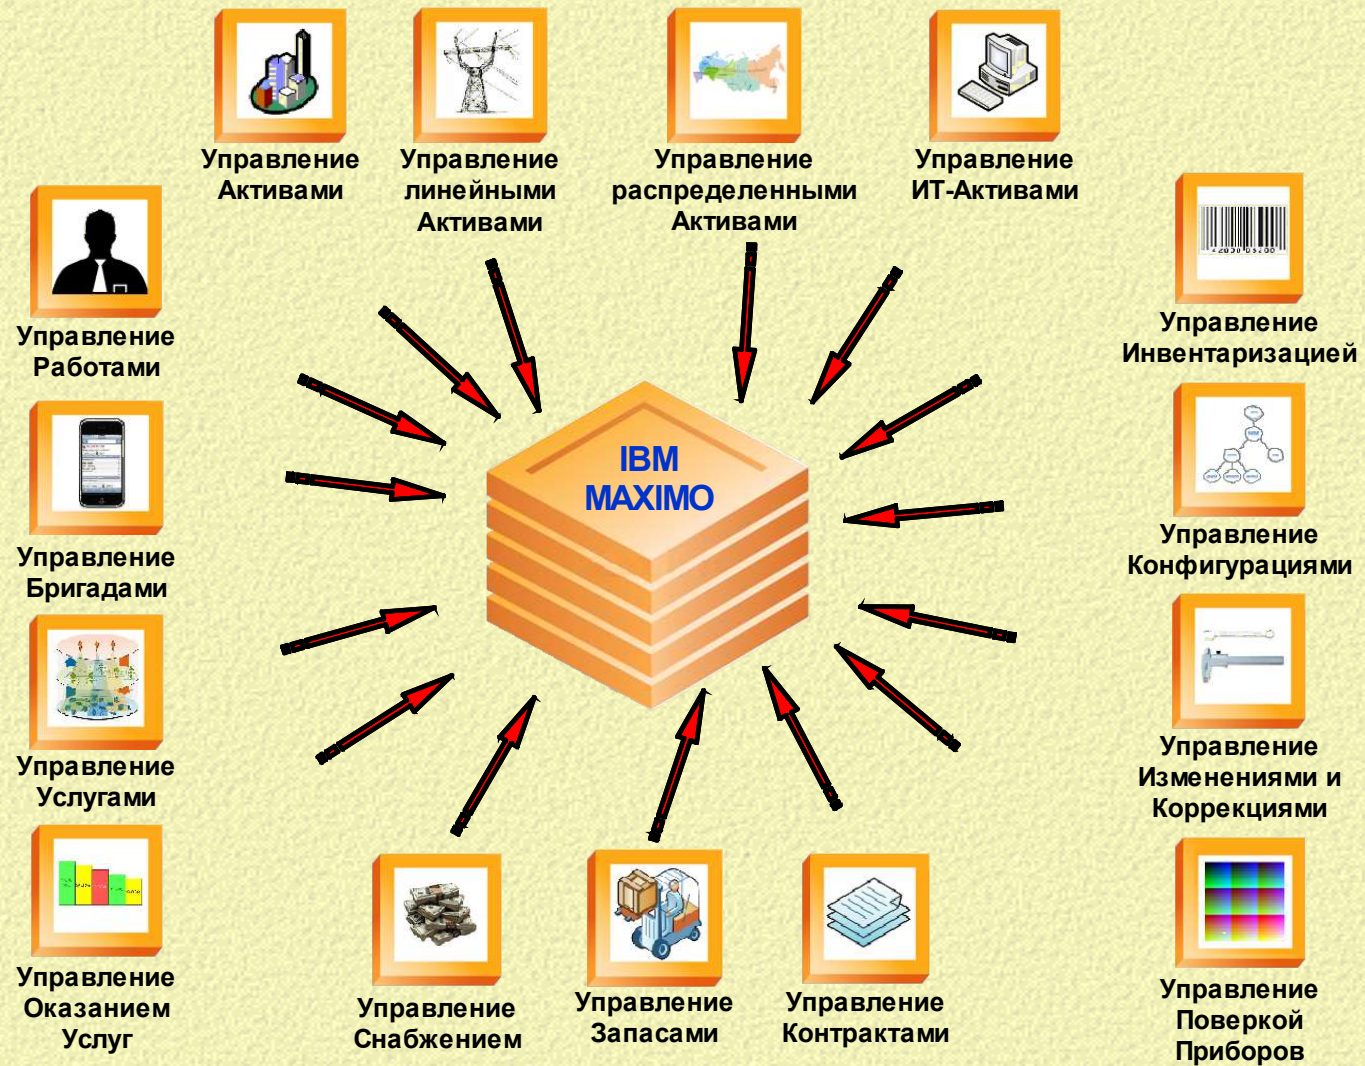 Управление
Активами
Управление
линейными
Активами
Управление
распределенными
Активами
Управление
ИТ-Активами
Управление
Работами
Управление
Инвентаризацией
IBM
MAXIMO
Управление
Бригадами
Управление
Конфигурациями
Управление
Услугами
Управление
Изменениями и
Коррекциями
Управление
Оказанием
Услуг
Управление
Снабжением
Управление
Запасами
Управление
Контрактами
Управление
Поверкой
Приборов